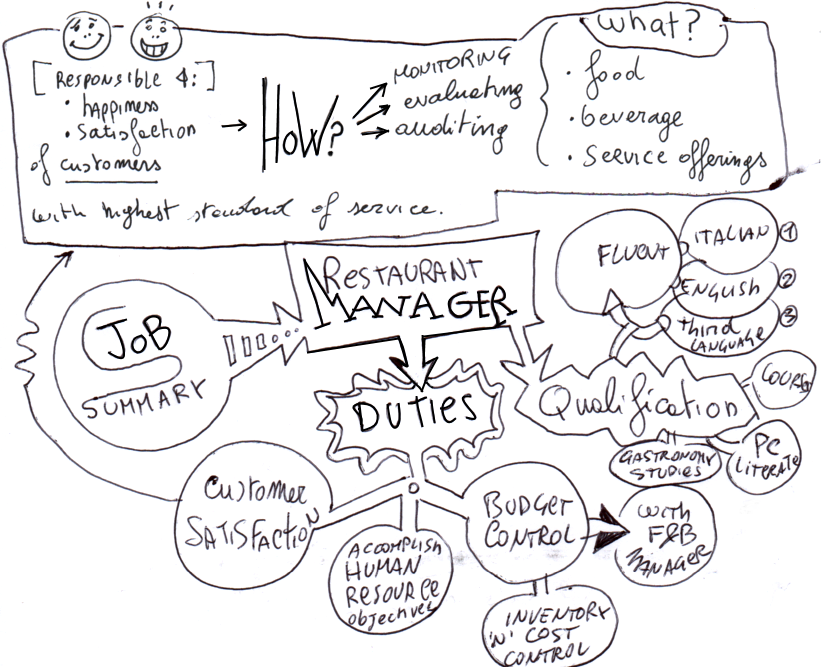 [RESPONSIBLE 4:]
• happiness
• satisfaction
of customers
with highest standard of service.
HOW?
MONITORING
evaluating
auditing
What?
• food
• beverage
• service offerings
JOB
SUMMARY
RESTAURANT
MANAGER
FLUENT
ITALIAN 1
ENGLISH 2
third 3
LANGUAGE
DUTIES
Qualification
COURSES
GASTRONOMY
STUDIES
PC
LITERATE
Customer
SATISFACTION
ACCOMPLISH
HUMAN
RESOURCE
objectives
BUDGET
CONTROL
with
F&B
MANAGER
INVENTORY
'N' COST
CONTROL